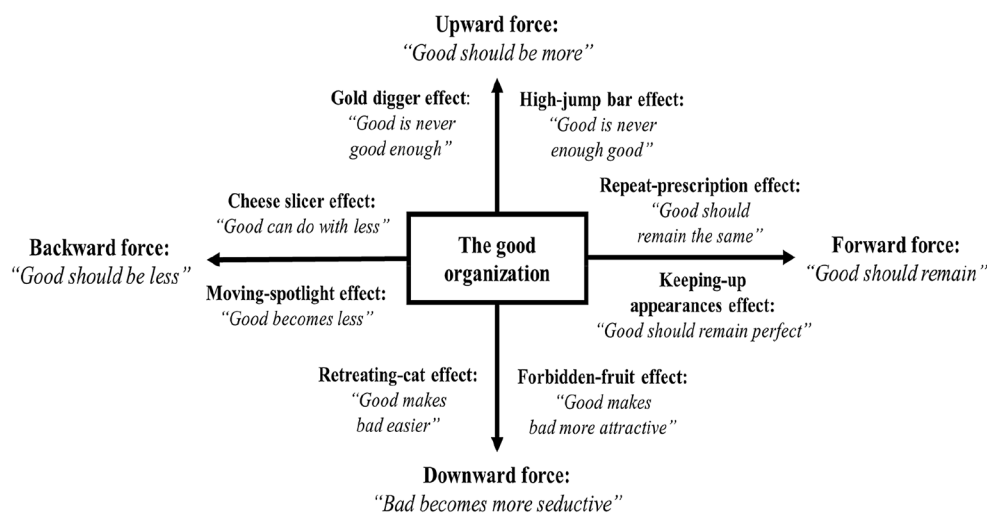 Upward force:
“Good should be more”
Gold digger effect:
“Good is never
good enough”
High-jump bar effect:
“Good is never
enough good”
Cheese slicer effect:
“Good can do with less”
Repeat-prescription effect:
“Good should
remain the same”
Backward force:
“Good should be less”
The good
organization
Forward force:
“Good should remain”
Moving-spotlight effect:
“Good becomes less”
Keeping-up
appearances effect:
“Good should remain perfect”
Retreating-cat effect:
“Good makes
bad easier”
Forbidden-fruit effect:
“Good makes
bad more attractive”
Downward force:
“Bad becomes more seductive”